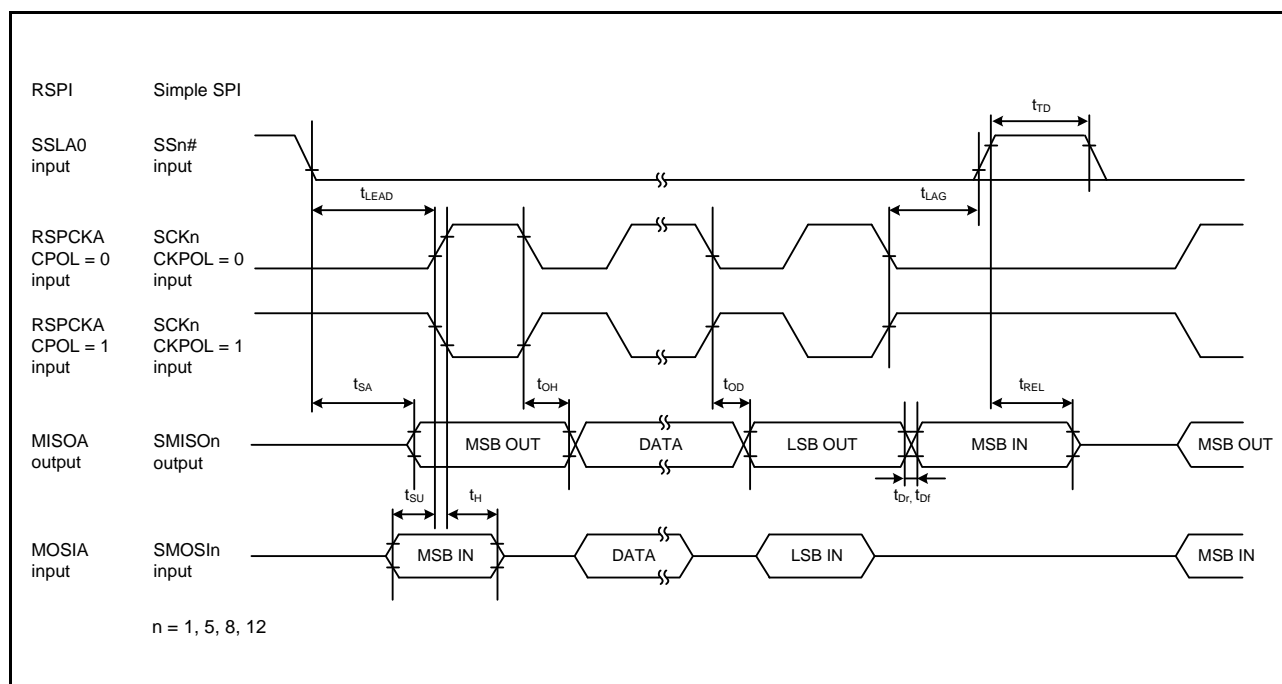 RSPI Simple SPI
tTD
SSLA0 SSn#
input input
tLEAD tLAG
RSPCKA SCKn
CPOL = 0 CKPOL = 0
input input
RSPCKA SCKn
CPOL = 1 CKPOL = 1
input input
tSA tOH tOD tREL
MISOA SMISOn
output output
MSB OUT DATA LSB OUT MSB IN MSB OUT
tSU tH tDr, tDf
MOSIA SMOSIn
input input
MSB IN DATA LSB IN MSB IN
n = 1, 5, 8, 12